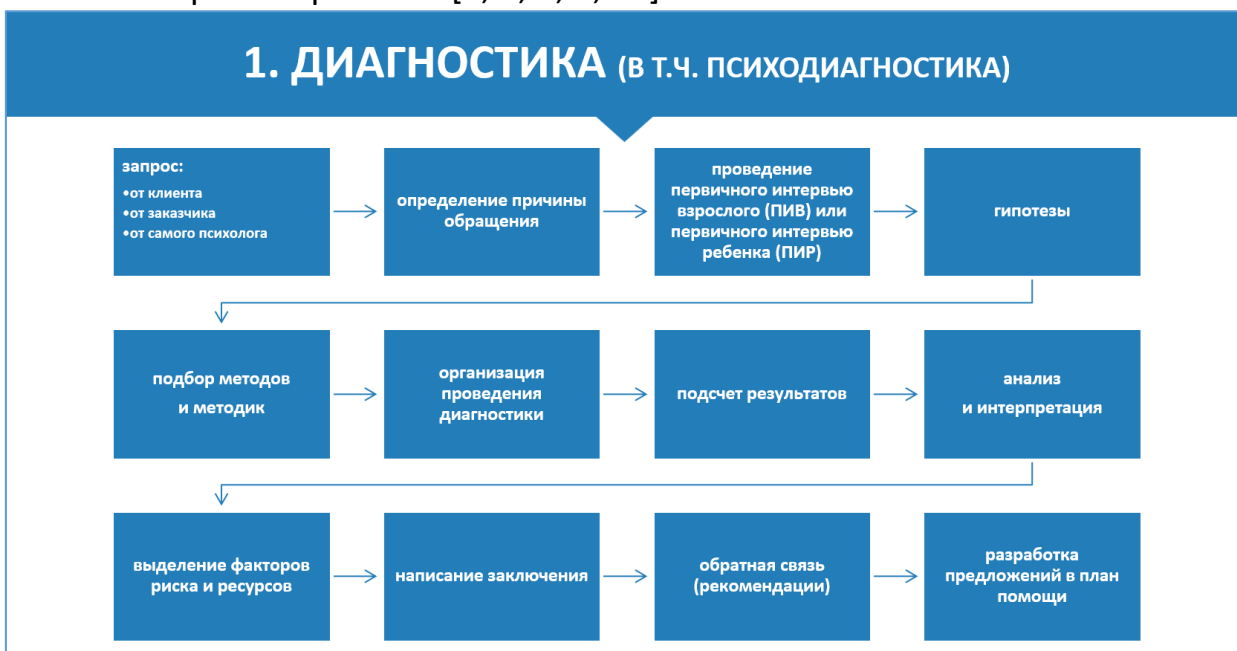 1. ДИАГНОСТИКА (В Т.Ч. ПСИХОДИАГНОСТИКА)
запрос:
•от клиента
•от заказчика
•от самого психолога
определение причины
обращения
проведение
первичного интервью
взрослого (ПИВ) или
первичного интервью
ребенка (ПИР)
гипотезы
подбор методов
и методик
организация
проведения
диагностики
подсчет результатов
анализ
и интерпретация
выделение факторов
риска и ресурсов
написание заключения
обратная связь
(рекомендации)
разработка
предложений в план
помощи